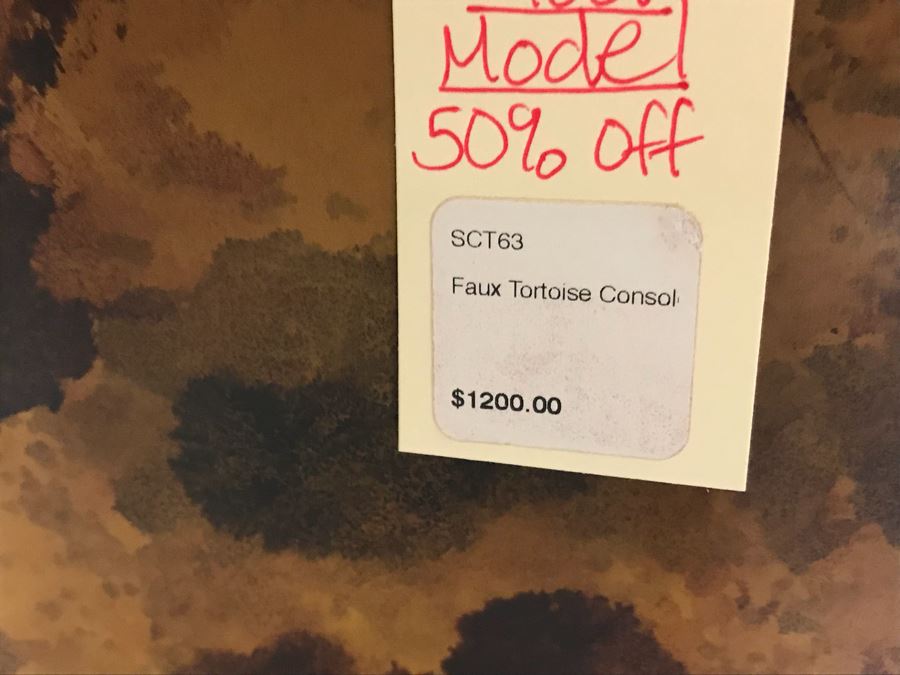 Model
50% off
SCT63
Faux Tortoise Consol
$1200.00